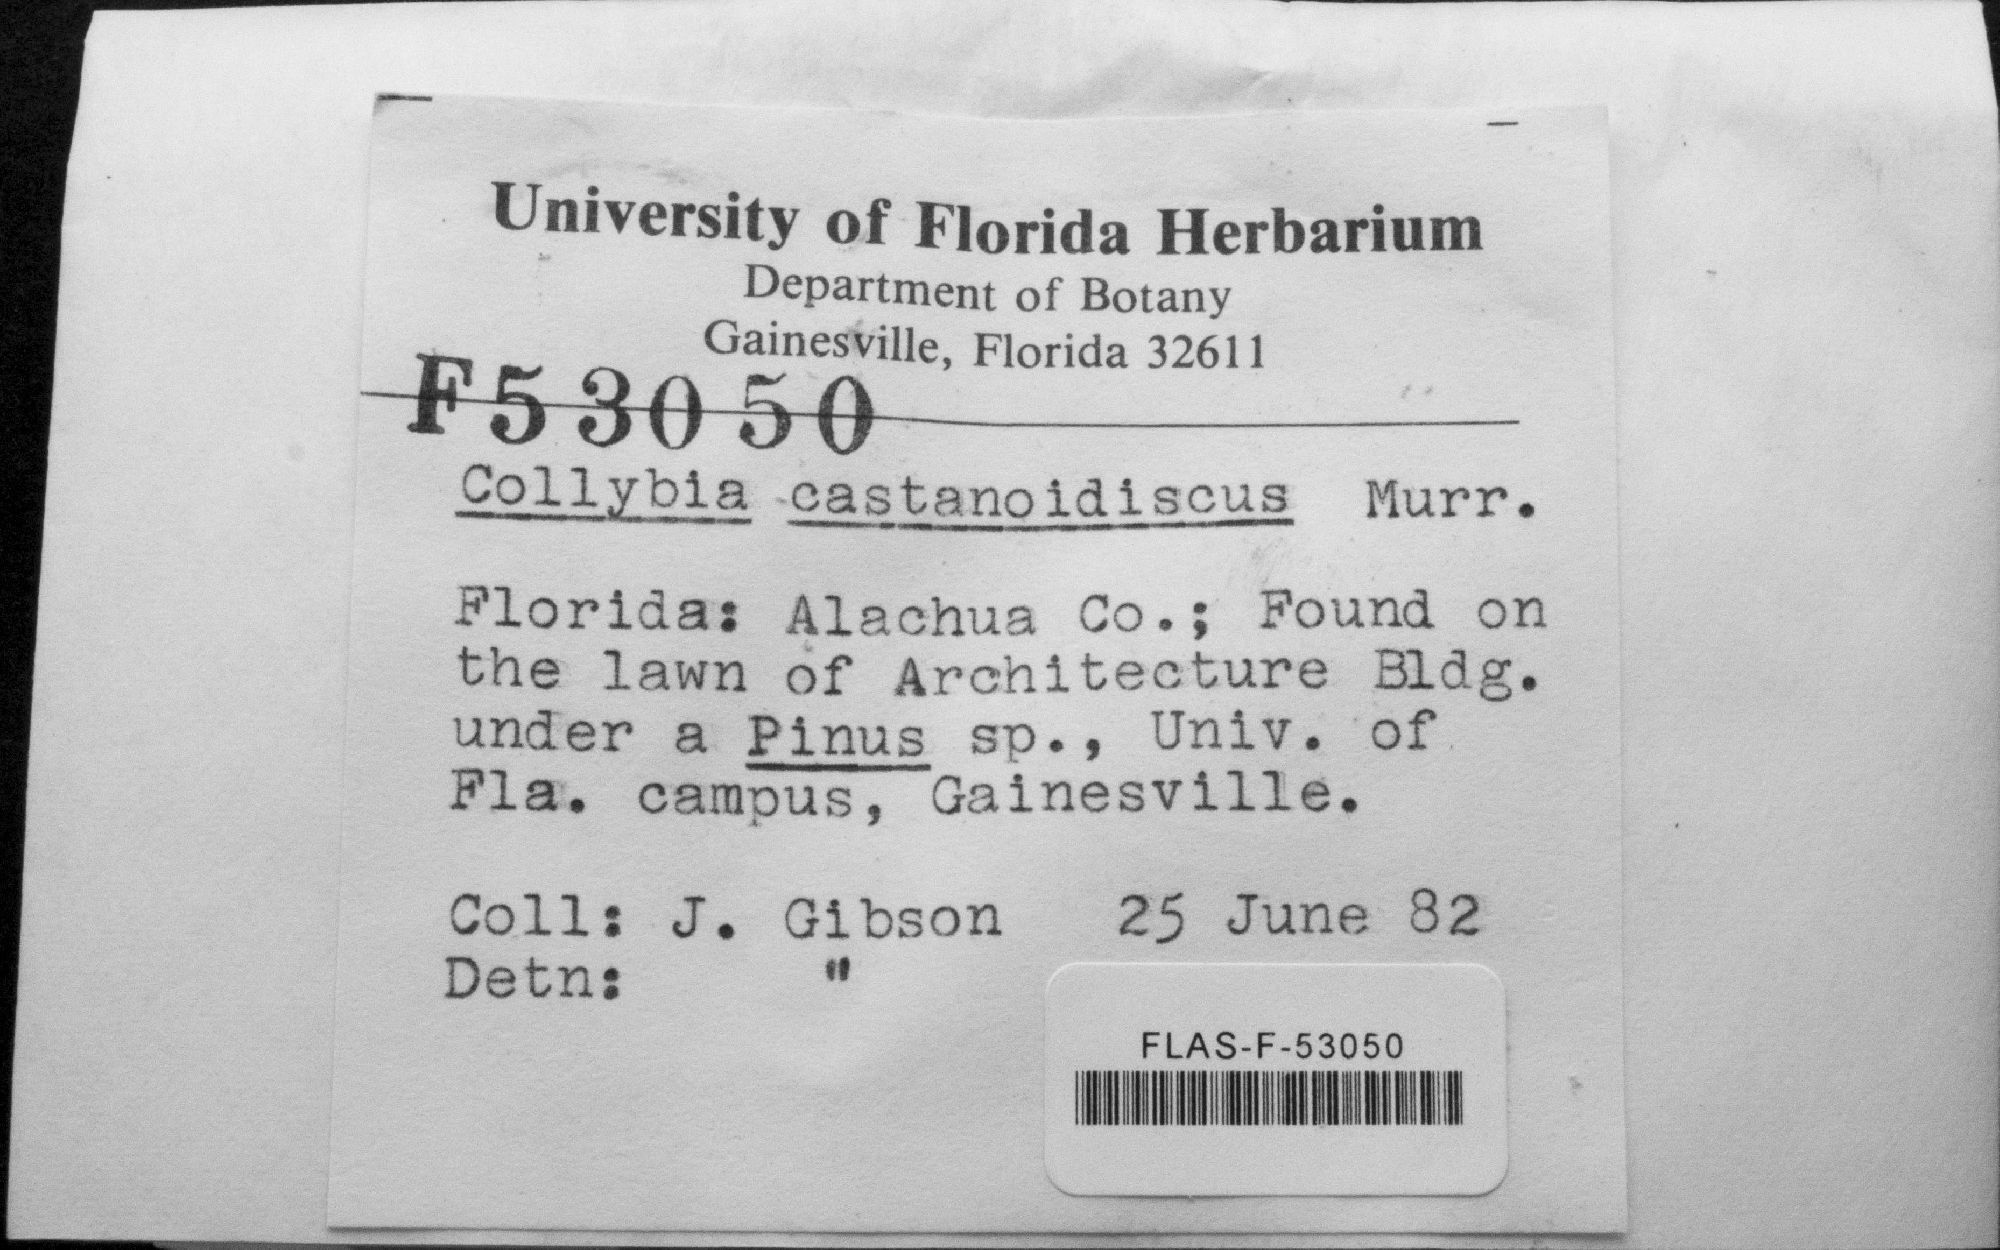 University of Florida Herbarium
Department of Botany
Gainesville, Florida 32611
F53050
Collybia castanoidiscus Murr.
Florida: Alachua Co.; Found on
the lawn of Architecture Bldg.
under a Pinus sp., Univ. of
Fla. campus, Gainesville.
Coll: J. Gibson 25 June 82
Detn: "
FLAS-F-53050